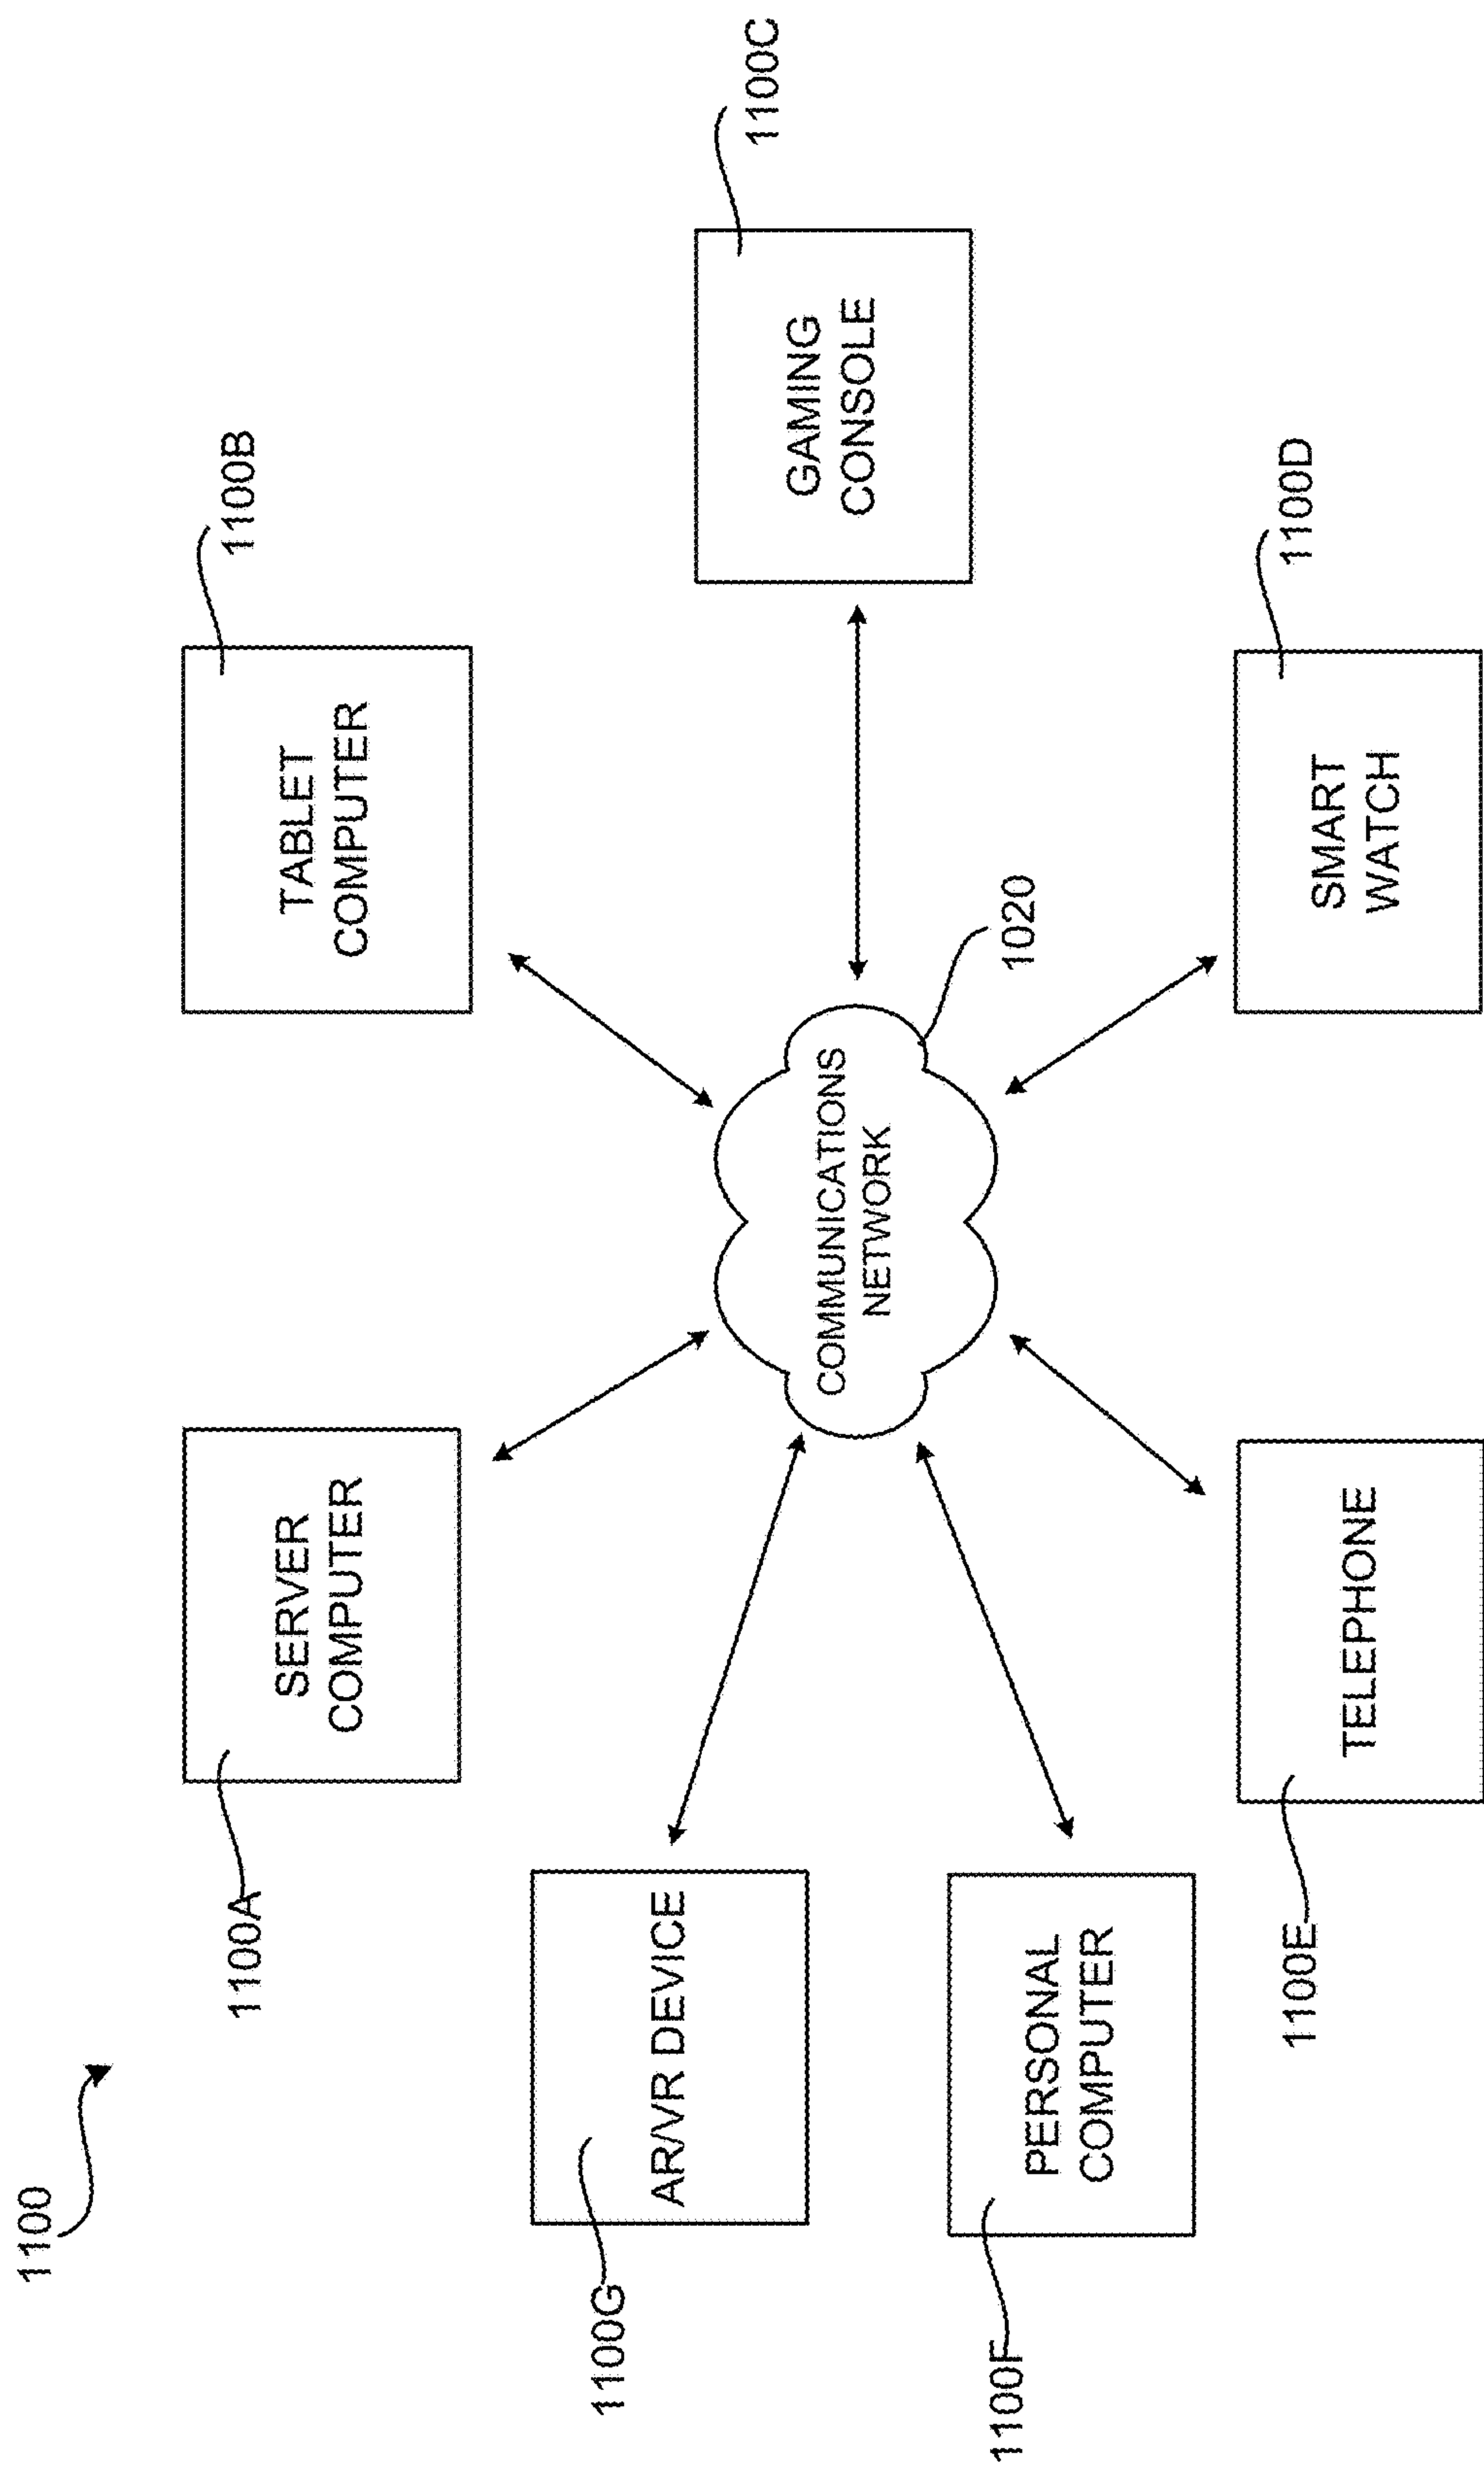 1100
1100A
SERVER
COMPUTER
TABLET
COMPUTER
1100B
1100G
AR/VR DEVICE
COMMUNICATIONS
NETWORK
1020
GAMING
CONSOLE
1100C
1100F
PERSONAL
COMPUTER
1100E
TELEPHONE
SMART
WATCH
1100D